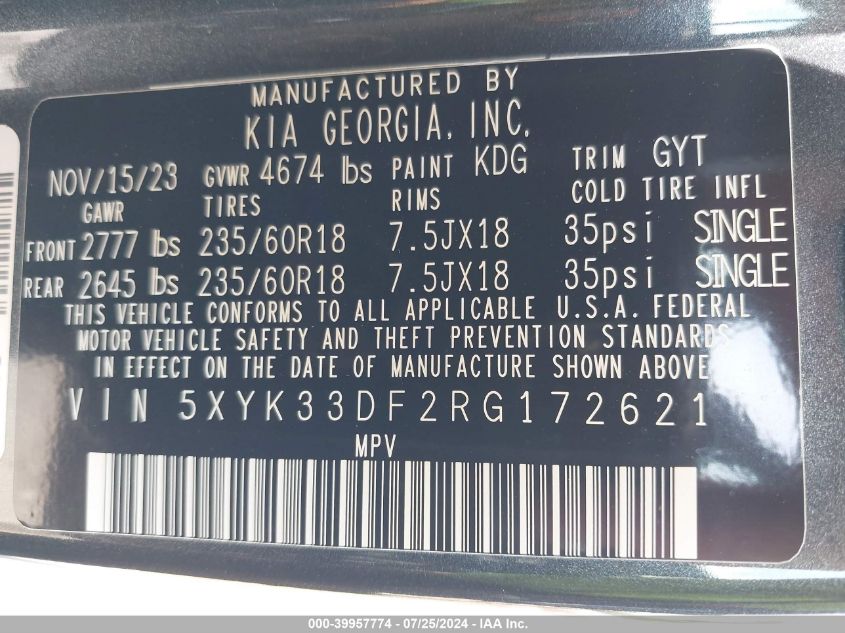 MANUFACTURED BY
KIA GEORGIA, INC.
NOV/15/23 GVWR 4674 lbs PAINT KDG TRIM GYT
GAWR TIRES RIMS COLD TIRE INFL
FRONT 2777 lbs 235/60R18 7.5JX18 35psi SINGLE
REAR 2645 lbs 235/60R18 7.5JX18 35psi SINGLE
THIS VEHICLE CONFORMS TO ALL APPLICABLE U.S.A. FEDERAL
MOTOR VEHICLE SAFETY AND THEFT PREVENTION STANDARDS
IN EFFECT ON THE DATE OF MANUFACTURE SHOWN ABOVE
VIN 5XYK33DF2RG172621
MPV
000-39957774 - 07/25/2024 - IAA Inc.